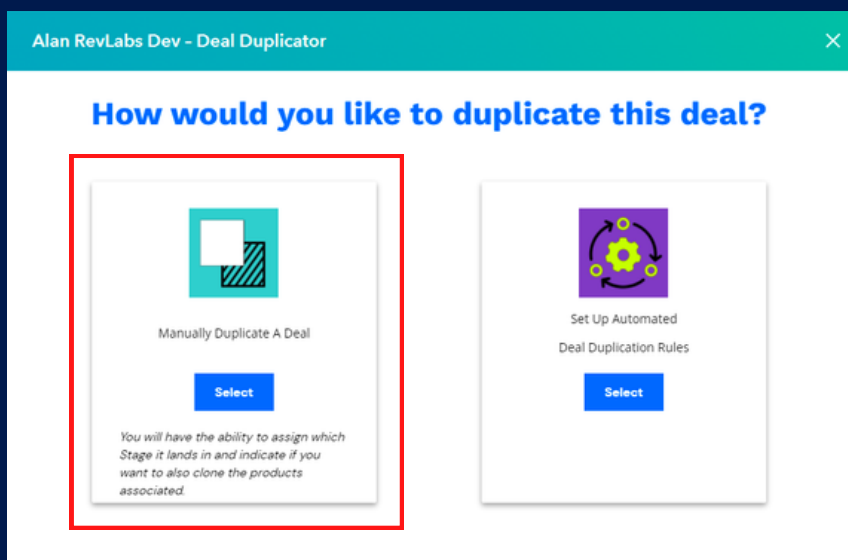 Alan RevLabs Dev - Deal Duplicator
How would you like to duplicate this deal?
Manually Duplicate A Deal
Select
You will have the ability to assign which
Stage it lands in and indicate if you
want to also clone the products
associated.
Set Up Automated
Deal Duplication Rules
Select